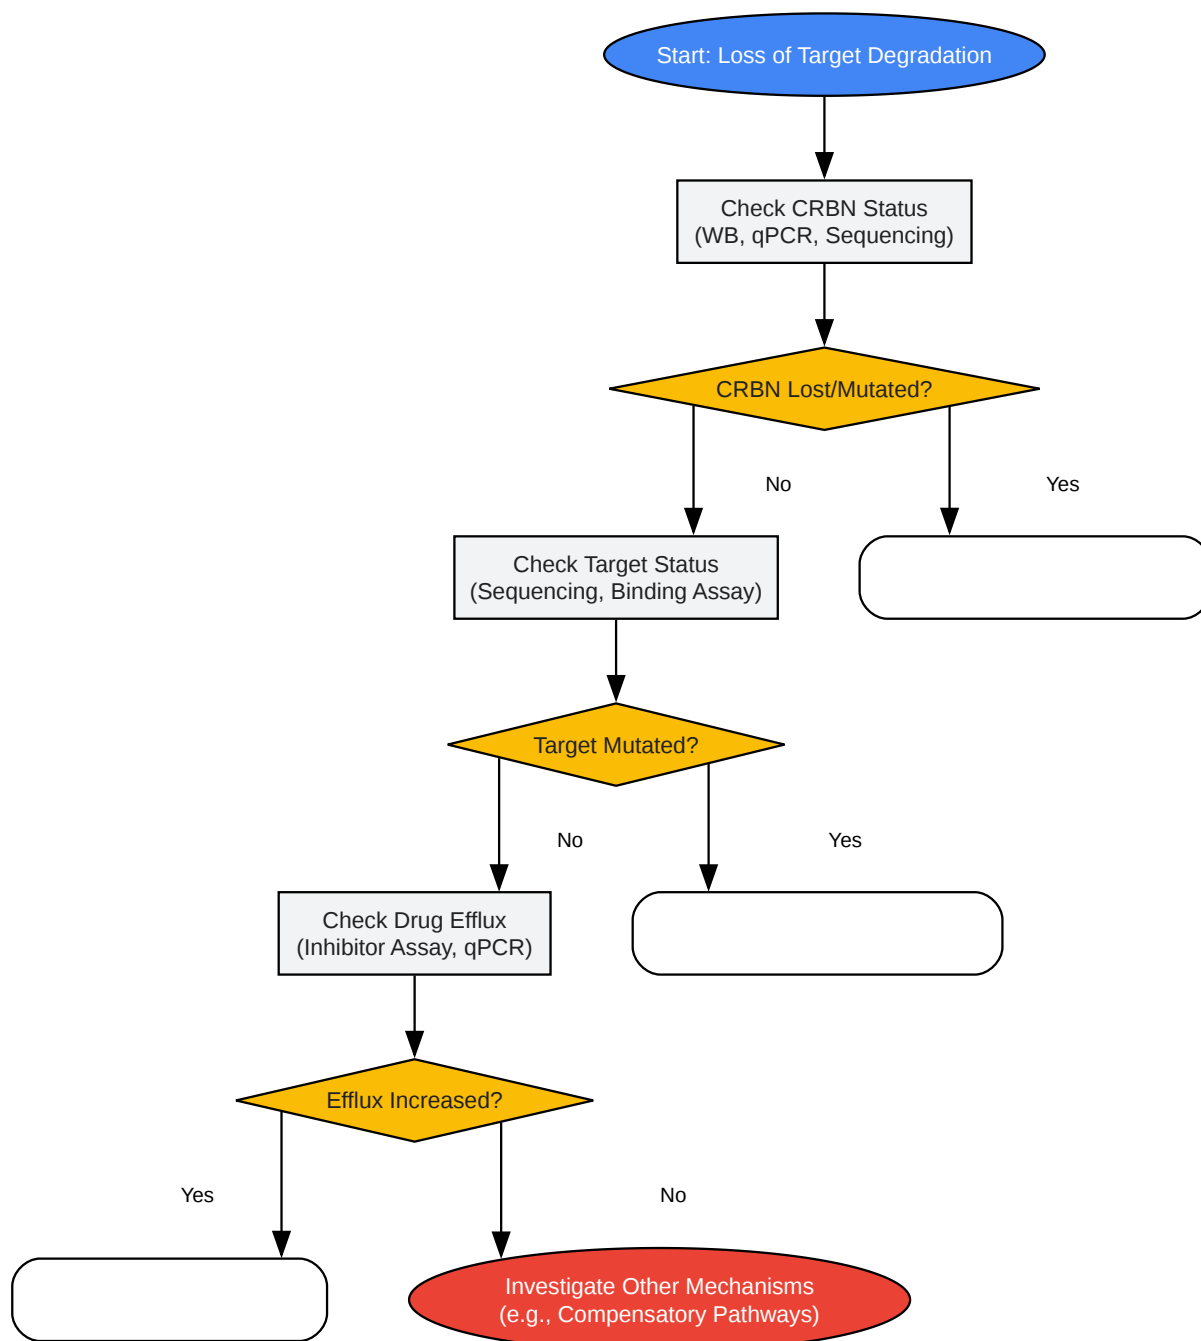 Start: Loss of Target Degradation
Check CRBN Status
(WB, qPCR, Sequencing)
CRBN Lost/Mutated?
No
Yes
Check Target Status
(Sequencing, Binding Assay)
Target Mutated?
No
Yes
Check Drug Efflux
(Inhibitor Assay, qPCR)
Efflux Increased?
Yes
No
Investigate Other Mechanisms
(e.g., Compensatory Pathways)